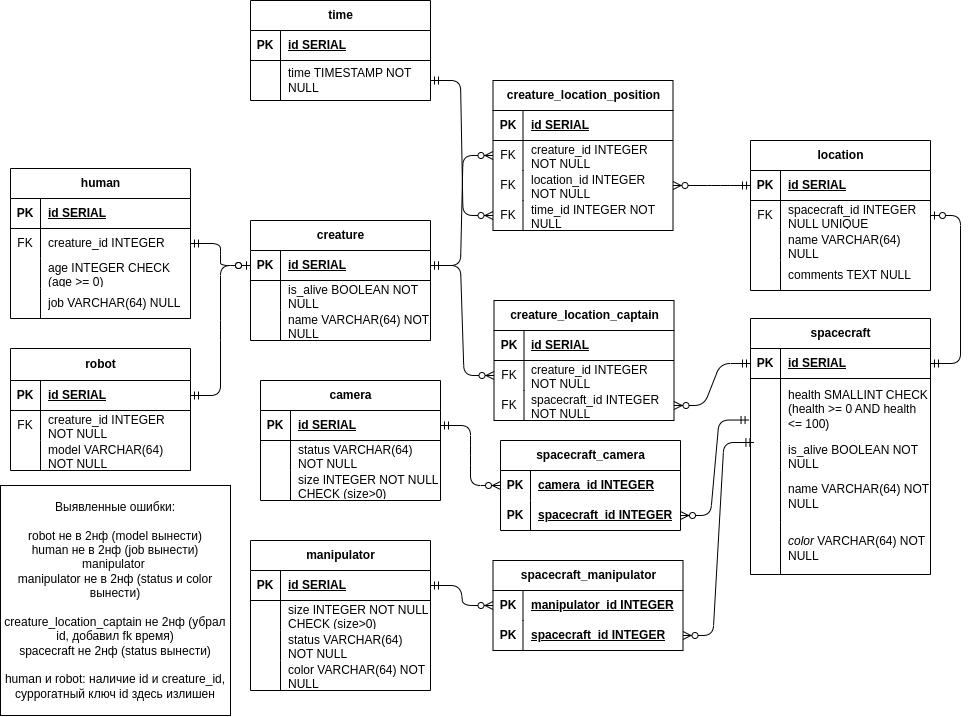 time
PK id SERIAL
time TIMESTAMP NOT
NULL
creature_location_position
PK id SERIAL
FK creature_id INTEGER
NOT NULL
FK location_id INTEGER
NOT NULL
FK time_id INTEGER NOT
NULL
location
PK id SERIAL
FK spacecraft_id INTEGER
NULL UNIQUE
name VARCHAR(64)
NULL
comments TEXT NULL
human
PK id SERIAL
FK creature_id INTEGER
age INTEGER CHECK
(age >= 0)
job VARCHAR(64) NULL
creature
PK id SERIAL
is_alive BOOLEAN NOT
NULL
name VARCHAR(64) NOT
NULL
creature_location_captain
PK id SERIAL
FK creature_id INTEGER
NOT NULL
FK spacecraft_id INTEGER
NOT NULL
spacecraft
PK id SERIAL
health SMALLINT CHECK
(health >= 0 AND health
<= 100)
is_alive BOOLEAN NOT
NULL
name VARCHAR(64) NOT
NULL
color VARCHAR(64) NOT
NULL
robot
PK id SERIAL
FK creature_id INTEGER
NOT NULL
model VARCHAR(64)
NOT NULL
camera
PK id SERIAL
status VARCHAR(64)
NOT NULL
size INTEGER NOT NULL
CHECK (size>0)
spacecraft_camera
PK camera_id INTEGER
PK spacecraft_id INTEGER
manipulator
PK id SERIAL
size INTEGER NOT NULL
CHECK (size>0)
status VARCHAR(64)
NOT NULL
color VARCHAR(64) NOT
NULL
spacecraft_manipulator
PK manipulator_id INTEGER
PK spacecraft_id INTEGER
Выявленные ошибки:
robot не в 2нф (model вынести)
human не в 2нф (job вынести)
manipulator
manipulator не в 2нф (status и color
вынести)
creature_location_captain не 2нф (убрал
id, добавил fk время)
spacecraft не 2нф (status вынести)
human и robot: наличие id и creature_id,
суррогатный ключ id здесь излишен